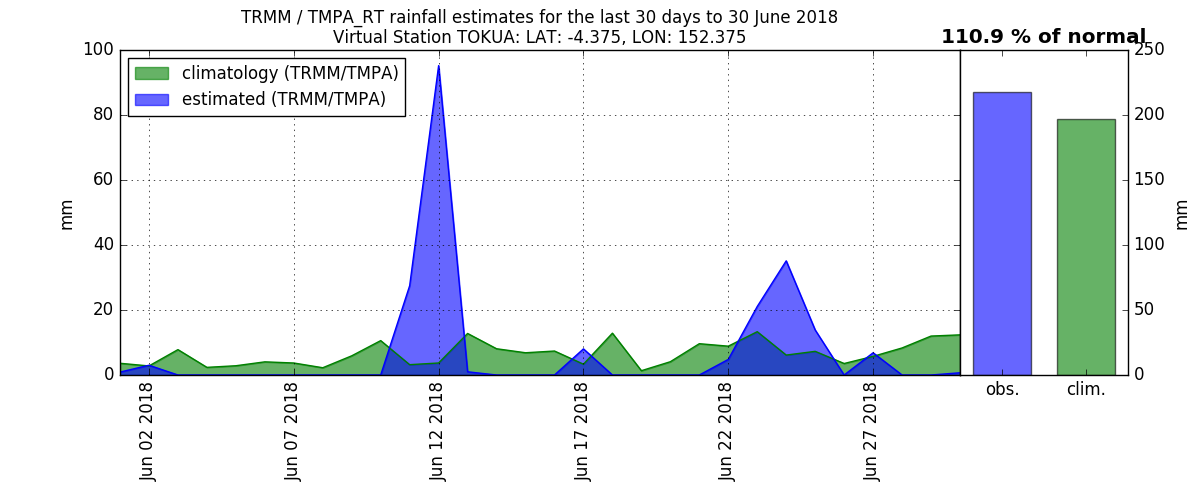 TRMM / TMPA_RT rainfall estimates for the last 30 days to 30 June 2018
Virtual Station TOKUA: LAT: -4.375, LON: 152.375
110.9 % of normal
climatology (TRMM/TMPA)
estimated (TRMM/TMPA)
mm
100
80
60
40
20
0
Jun 02 2018
Jun 07 2018
Jun 12 2018
Jun 17 2018
Jun 22 2018
Jun 27 2018
250
200
150
100
50
0
mm
obs.
clim.